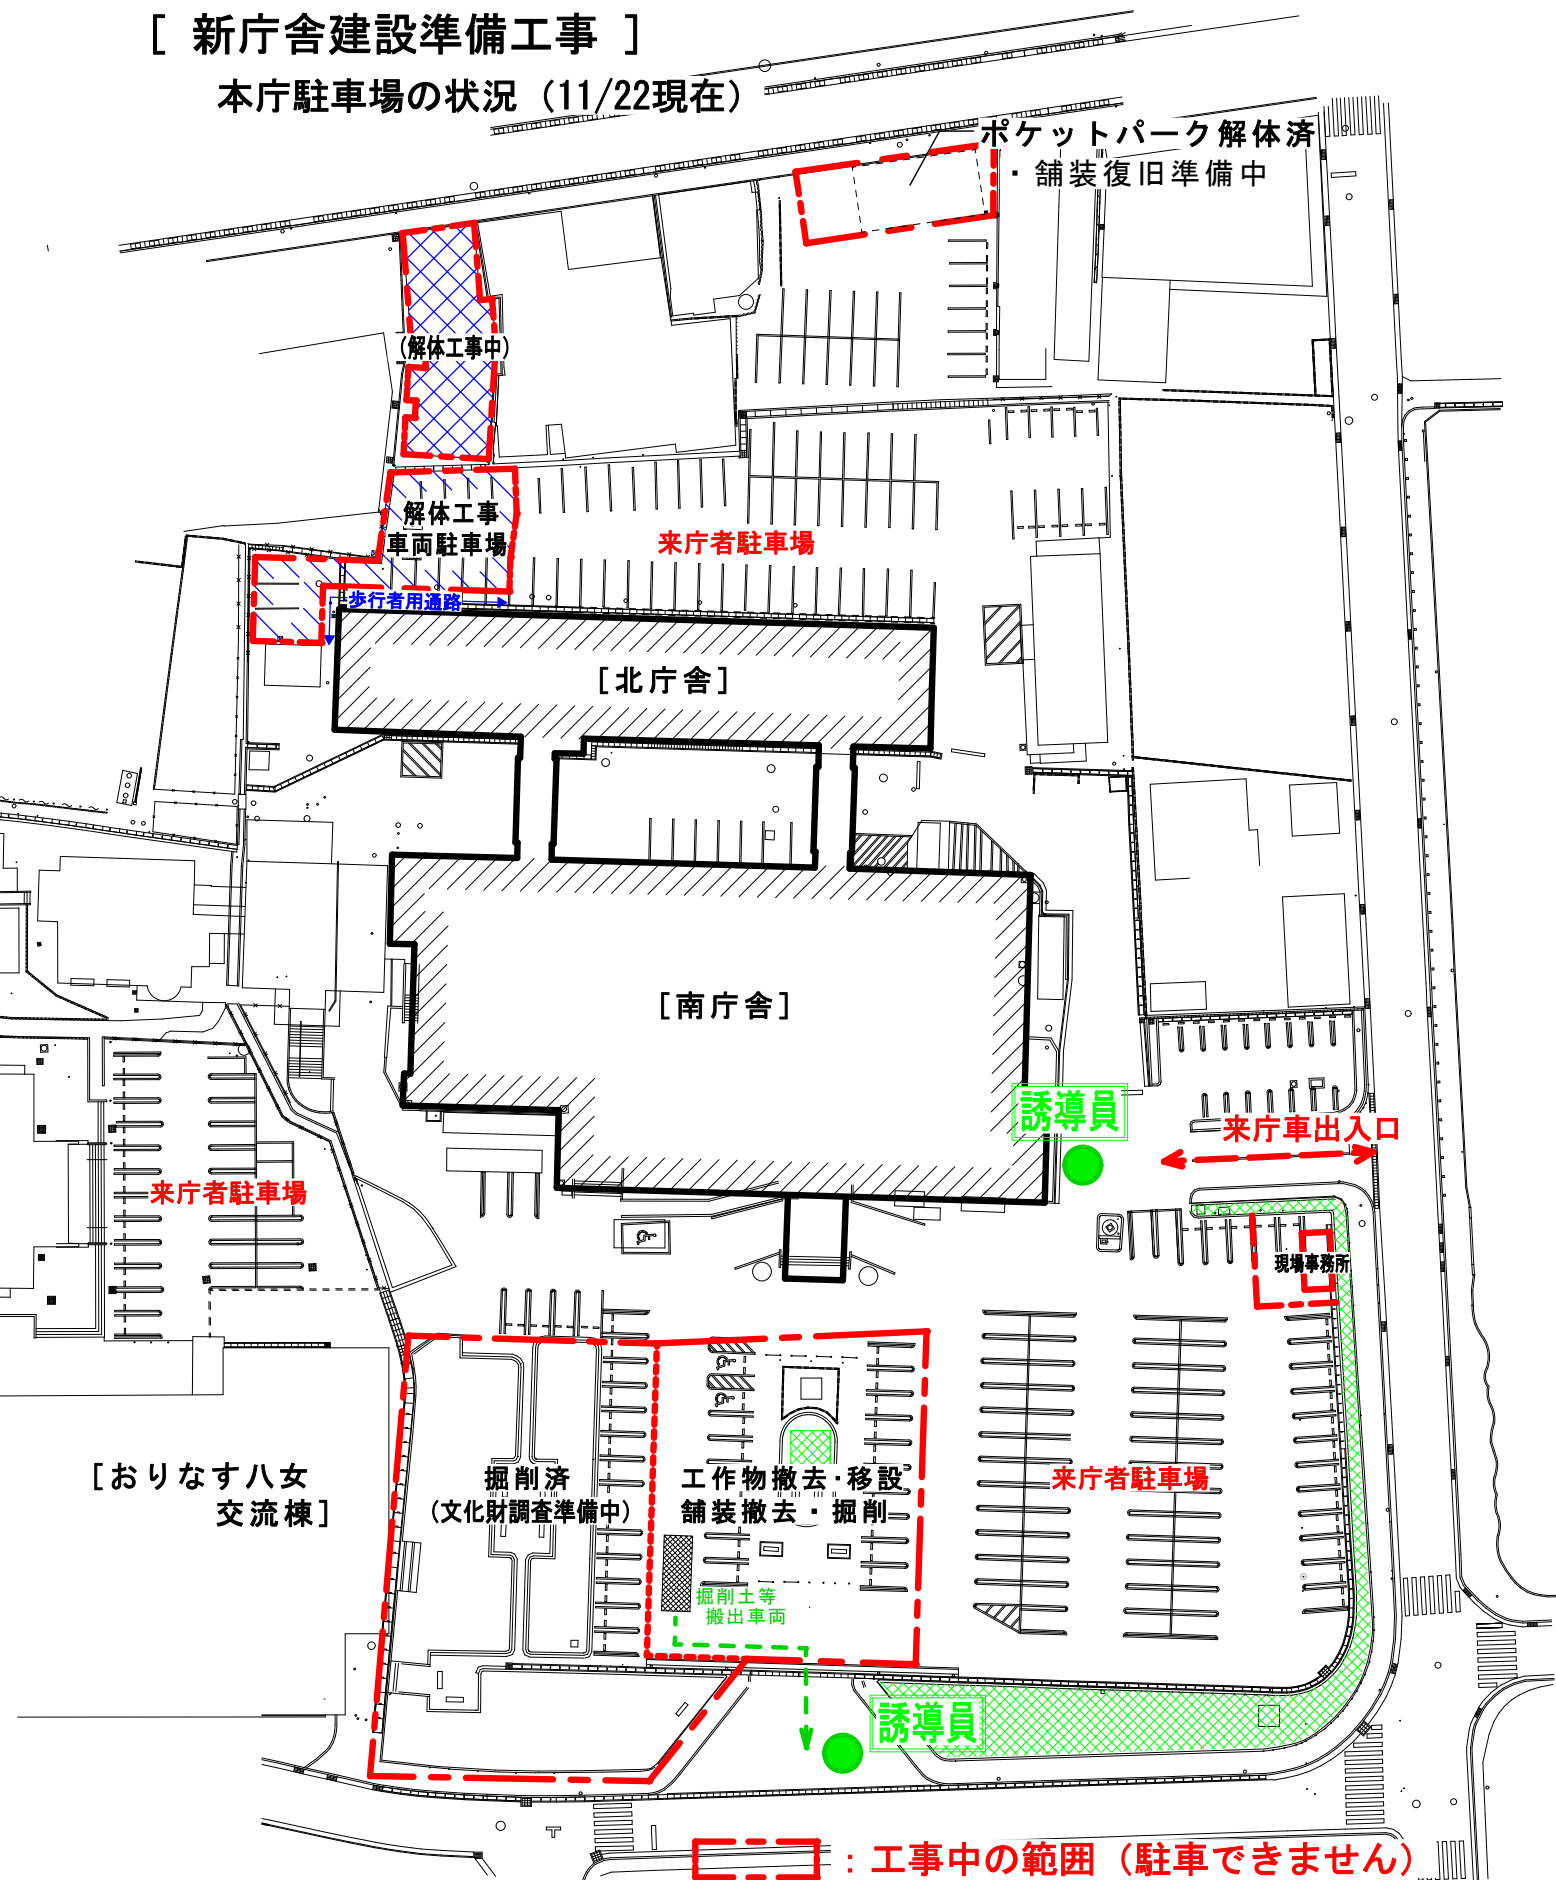 [ 新庁舎建設準備工事 ]
本庁駐車場の状況（11/22現在）
ポケットパーク解体済
・舗装復旧準備中
(解体工事中)
解体工事
車両駐車場
来庁者駐車場
歩行者用通路
[北庁舎]
[南庁舎]
誘導員
来庁車出入口
来庁者駐車場
現場事務所
[おりなす八女
交流棟]
掘削済
(文化財調査準備中)
工作物撤去・移設
舗装撤去・掘削
来庁者駐車場
掘削土等
搬出車両
誘導員
：工事中の範囲（駐車できません）